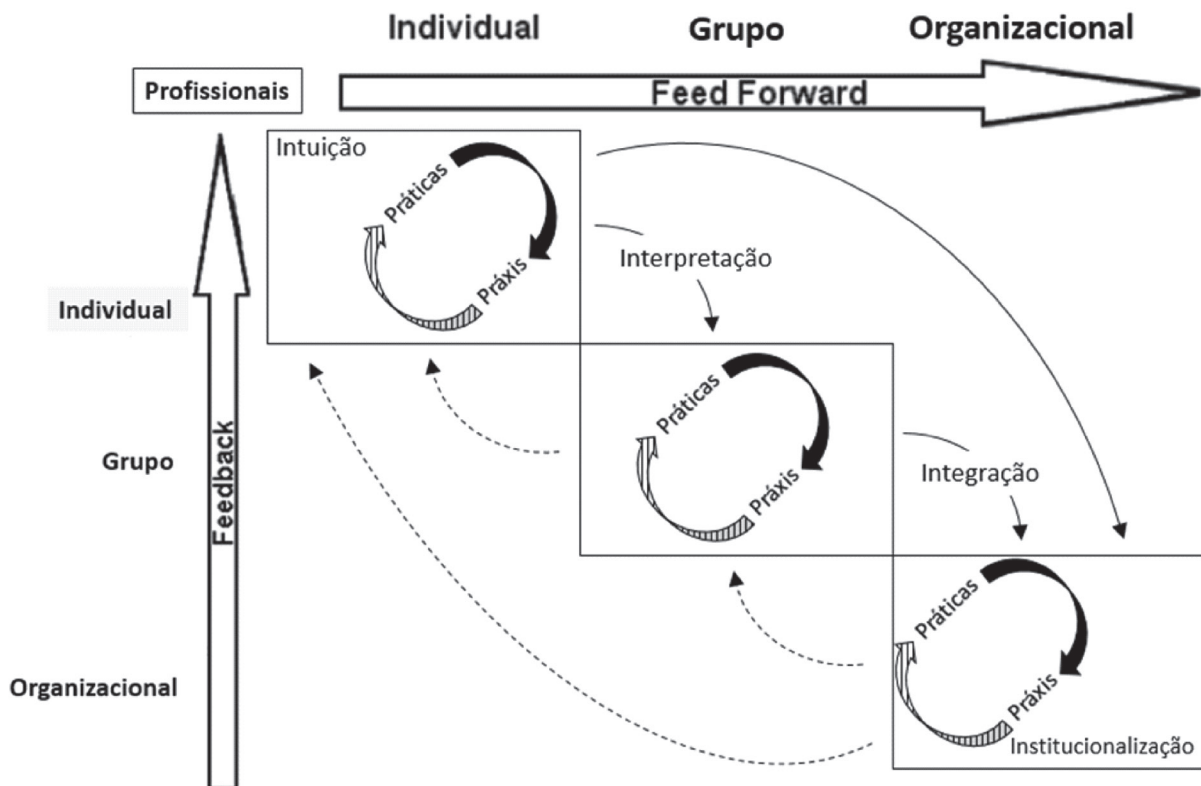 Individual
Grupo
Organizacional
Profissionais
Feed Forward
Intuição
Práticas
Práxis
Interpretação
Individual
Práticas
Práxis
Grupo
Feedback
Integração
Práticas
Práxis
Organizacional
Institucionalização